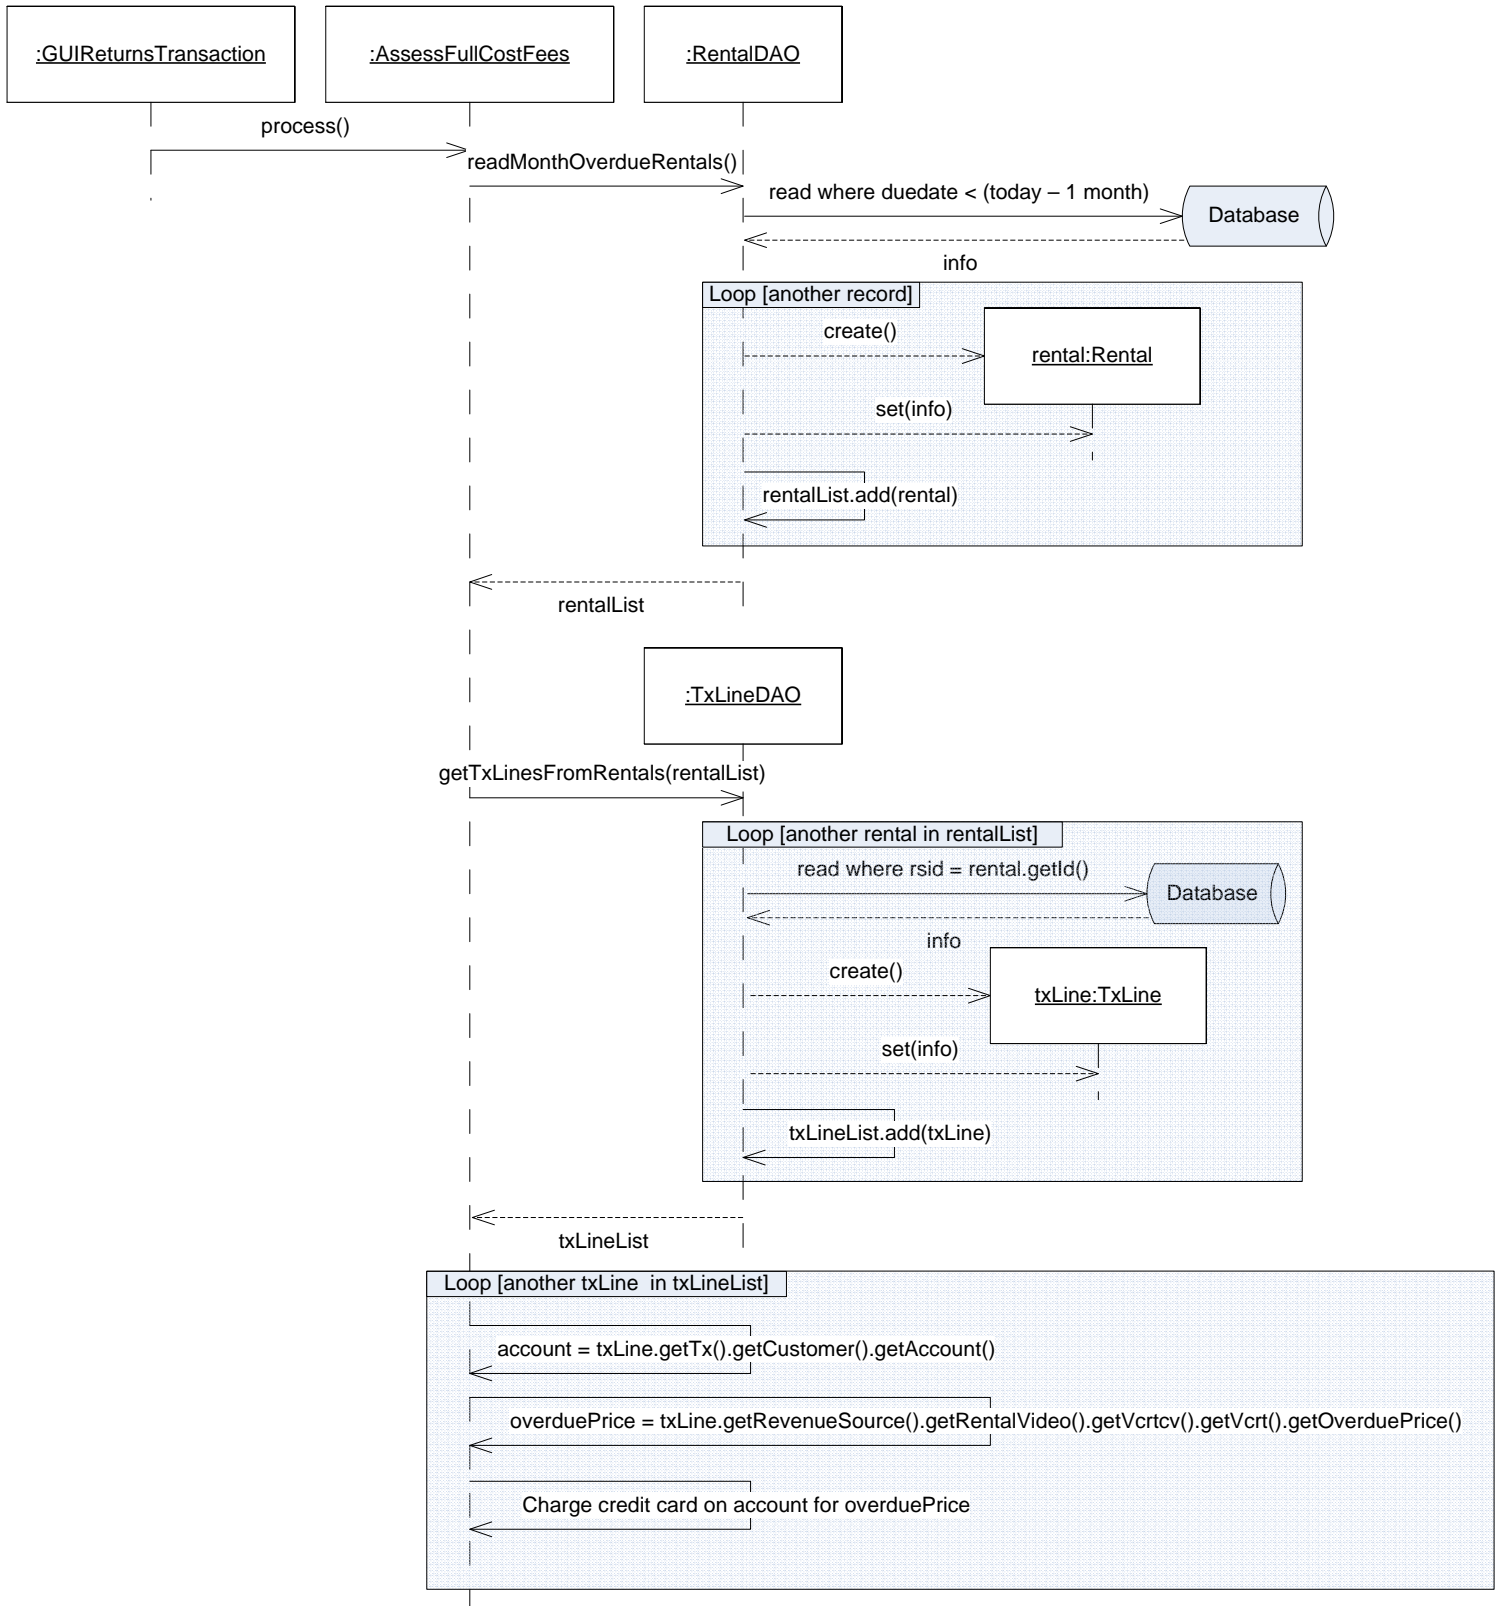 :GUIReturnsTransaction
:AssessFullCostFees
:RentalDAO
process()
readMonthOverdueRentals()
read where duedate < (today – 1 month)
Database
info
Loop [another record]
create()
rental:Rental
set(info)
rentalList.add(rental)
rentalList
:TxLineDAO
getTxLinesFromRentals(rentalList)
Loop [another rental in rentalList]
read where rsid = rental.getId()
Database
info
create()
txLine:TxLine
set(info)
txLineList.add(txLine)
txLineList
Loop [another txLine  in txLineList]
account = txLine.getTx().getCustomer().getAccount()
overduePrice = txLine.getRevenueSource().getRentalVideo().getVcrtcv().getVcrt().getOverduePrice()
Charge credit card on account for overduePrice